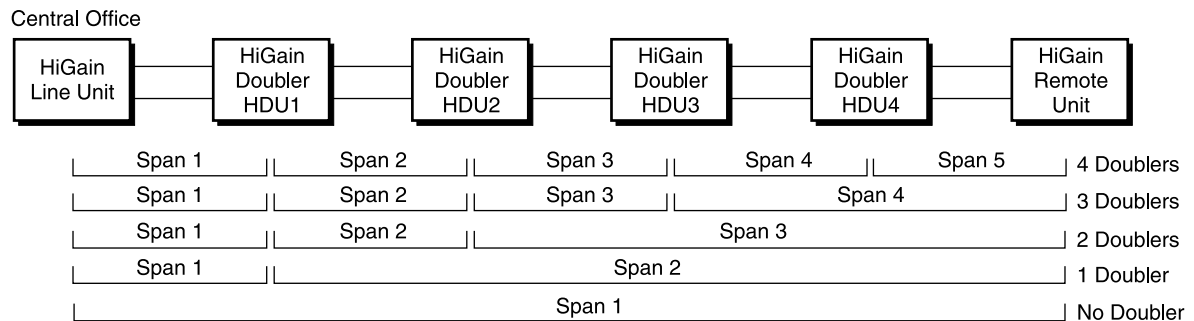 Central Office
HiGain
Line Unit
HiGain
Doubler
HDU1
HiGain
Doubler
HDU2
HiGain
Doubler
HDU3
HiGain
Doubler
HDU4
HiGain
Remote
Unit
Span 1 Span 2 Span 3 Span 4 Span 5 4 Doublers
Span 1 Span 2 Span 3 Span 4 3 Doublers
Span 1 Span 2 Span 3 2 Doublers
Span 1 Span 2 1 Doubler
Span 1 No Doubler